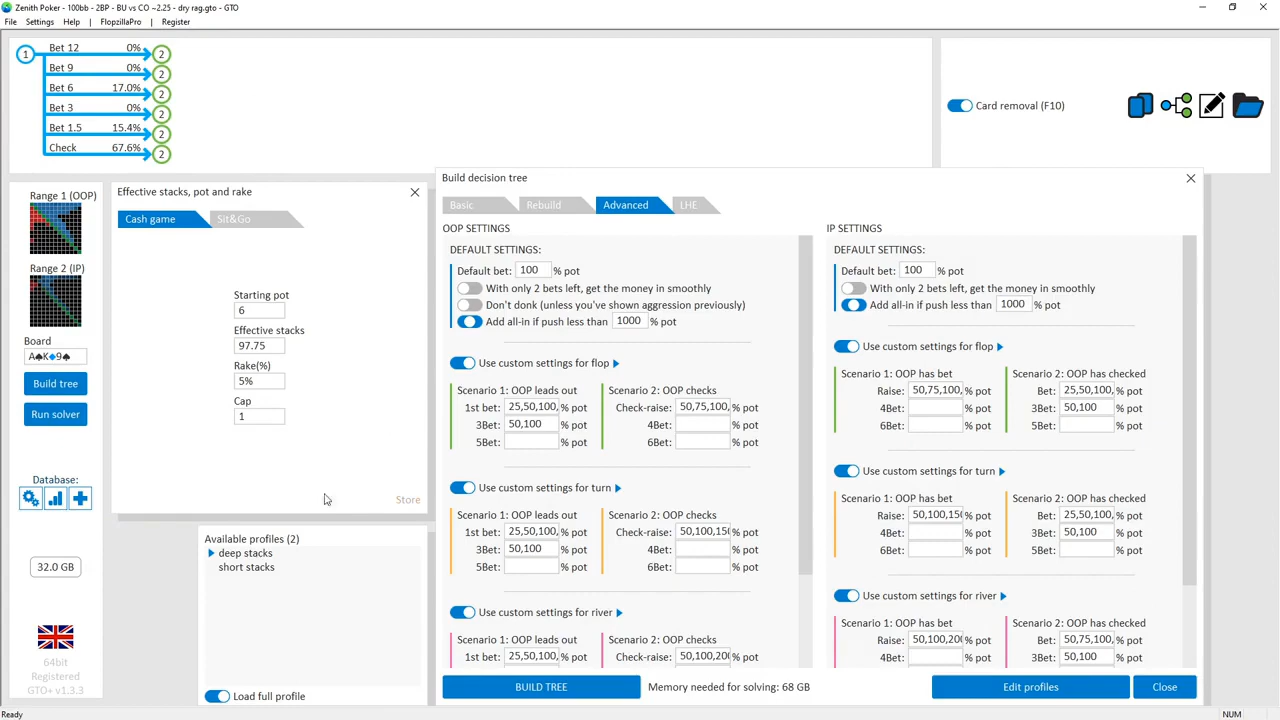 Zenith Poker - 100bb - 2BP - BU vs CO ~2.25 - dry rag.gto - GTO
File Settings Help FlopzillaPro Register
1
Bet 12 0% 2
Bet 9 0% 2
Bet 6 17.0% 2
Bet 3 0% 2
Bet 1.5 15.4% 2
Check 67.6% 2
Card removal (F10)
Range 1 (OOP)
Range 2 (IP)
Board
A♠K♦9♠
Build tree
Run solver
Database:
32.0 GB
64bit
Registered
GTO+ v1.3.3
Effective stacks, pot and rake
Cash game Sit&Go
Starting pot
6
Effective stacks
97.75
Rake(%)
5%
Cap
1
Store
Available profiles (2)
deep stacks
short stacks
Load full profile
Build decision tree
Basic Rebuild Advanced LHE
OOP SETTINGS
DEFAULT SETTINGS:
Default bet: 100 % pot
With only 2 bets left, get the money in smoothly
Don't donk (unless you've shown aggression previously)
Add all-in if push less than 1000 % pot
Use custom settings for flop
Scenario 1: OOP leads out Scenario 2: OOP checks
1st bet: 25,50,100, % pot Check-raise: 50,75,100, % pot
3Bet: 50,100 % pot 4Bet: % pot
5Bet: % pot 6Bet: % pot
Use custom settings for turn
Scenario 1: OOP leads out Scenario 2: OOP checks
1st bet: 25,50,100, % pot Check-raise: 50,100,150 % pot
3Bet: 50,100 % pot 4Bet: % pot
5Bet: % pot 6Bet: % pot
Use custom settings for river
Scenario 1: OOP leads out Scenario 2: OOP checks
1st bet: 25,50,100, % pot Check-raise: 50,100,200 % pot
IP SETTINGS
DEFAULT SETTINGS:
Default bet: 100 % pot
With only 2 bets left, get the money in smoothly
Add all-in if push less than 1000 % pot
Use custom settings for flop
Scenario 1: OOP has bet Scenario 2: OOP has checked
Raise: 50,75,100, % pot Bet: 25,50,100, % pot
4Bet: % pot 3Bet: 50,100 % pot
6Bet: % pot 5Bet: % pot
Use custom settings for turn
Scenario 1: OOP has bet Scenario 2: OOP has checked
Raise: 50,100,150 % pot Bet: 25,50,100, % pot
4Bet: % pot 3Bet: 50,100 % pot
6Bet: % pot 5Bet: % pot
Use custom settings for river
Scenario 1: OOP has bet Scenario 2: OOP has checked
Raise: 50,100,200 % pot Bet: 50,75,100, % pot
4Bet: % pot 3Bet: 50,100 % pot
BUILD TREE Memory needed for solving: 68 GB Edit profiles Close
Ready NUM